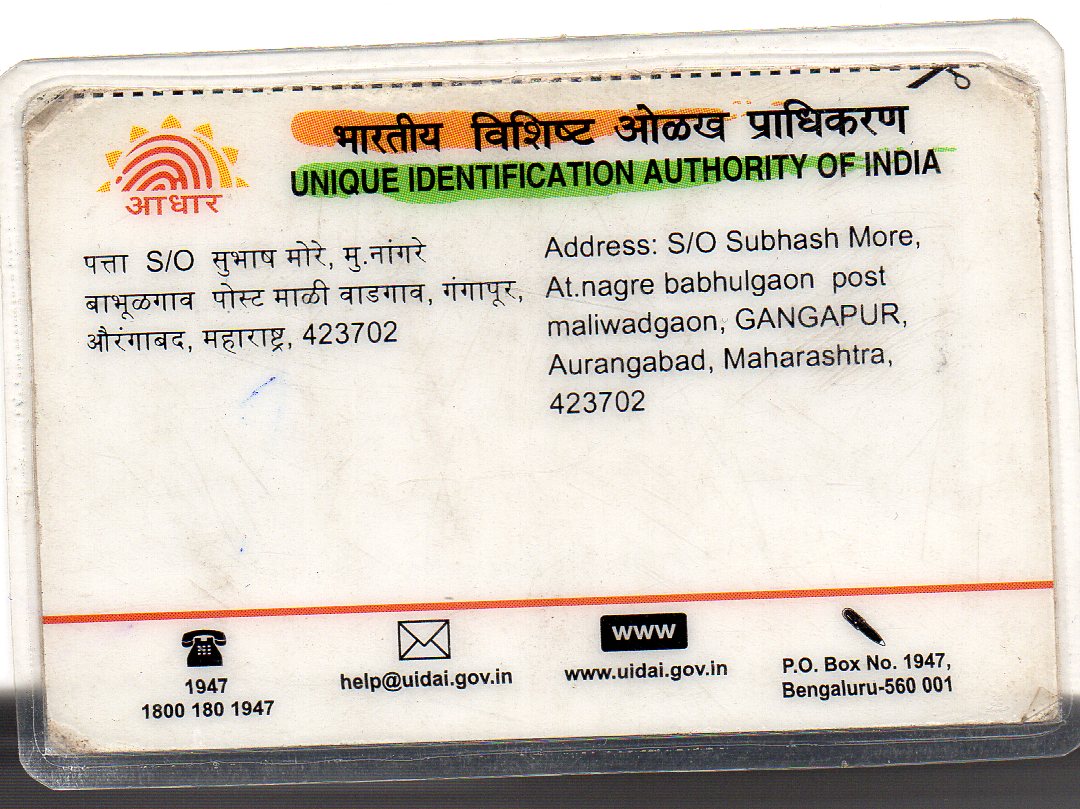 भारतीय विशिष्ट ओळख प्राधिकरण
UNIQUE IDENTIFICATION AUTHORITY OF INDIA
आधार
पत्ता S/O सुभाष मोरे, मु.नांगरे
बाभूळगाव पोस्ट माळी वाडगाव, गंगापूर,
औरंगाबद, महाराष्ट्र, 423702
Address: S/O Subhash More,
At.nagre babhulgaon post
maliwadgaon, GANGAPUR,
Aurangabad, Maharashtra,
423702
1947
1800 180 1947
help@uidai.gov.in
www
www.uidai.gov.in
P.O. Box No. 1947,
Bengaluru-560 001